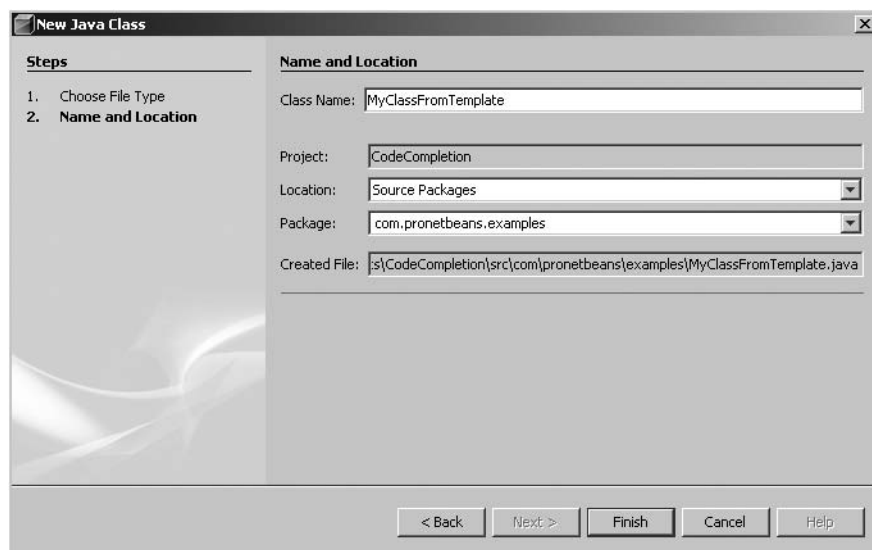 New Java Class
Steps
1. Choose File Type
2. Name and Location
Name and Location
Class Name: MyClassFromTemplate
Project: CodeCompletion
Location: Source Packages
Package: com.pronetbeans.examples
Created File: :s\CodeCompletion\src\com\pronetbeans\examples\MyClassFromTemplate.java
< Back Next > Finish Cancel Help